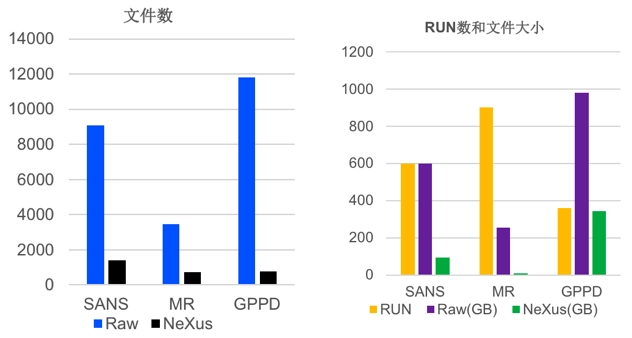 文件数
14000
12000
10000
8000
6000
4000
2000
0
SANS MR GPPD
Raw NeXus
RUN数和文件大小
1200
1000
800
600
400
200
0
SANS MR GPPD
RUN Raw(GB) NeXus(GB)